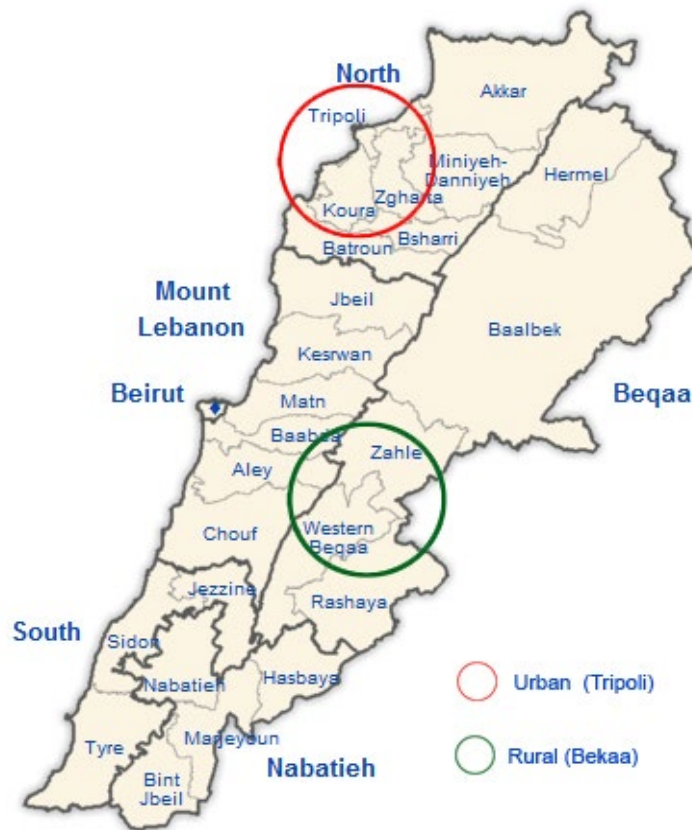 North
Akkar
Tripoli
Miniyeh-
Danniyeh
Hermel
Zgharta
Koura
Bsharri
Batroun
Mount
Lebanon
Jbeil
Baalbek
Kesrwan
Beirut
Matn
Beqaa
Baabda
Zahle
Aley
Western
Beqaa
Chouf
Jezzine
Rashaya
South
Sidon
Hasbaya
Nabatieh
Urban (Tripoli)
Marjeyoun
Tyre
Nabatieh
Rural (Bekaa)
Bint
Jbeil